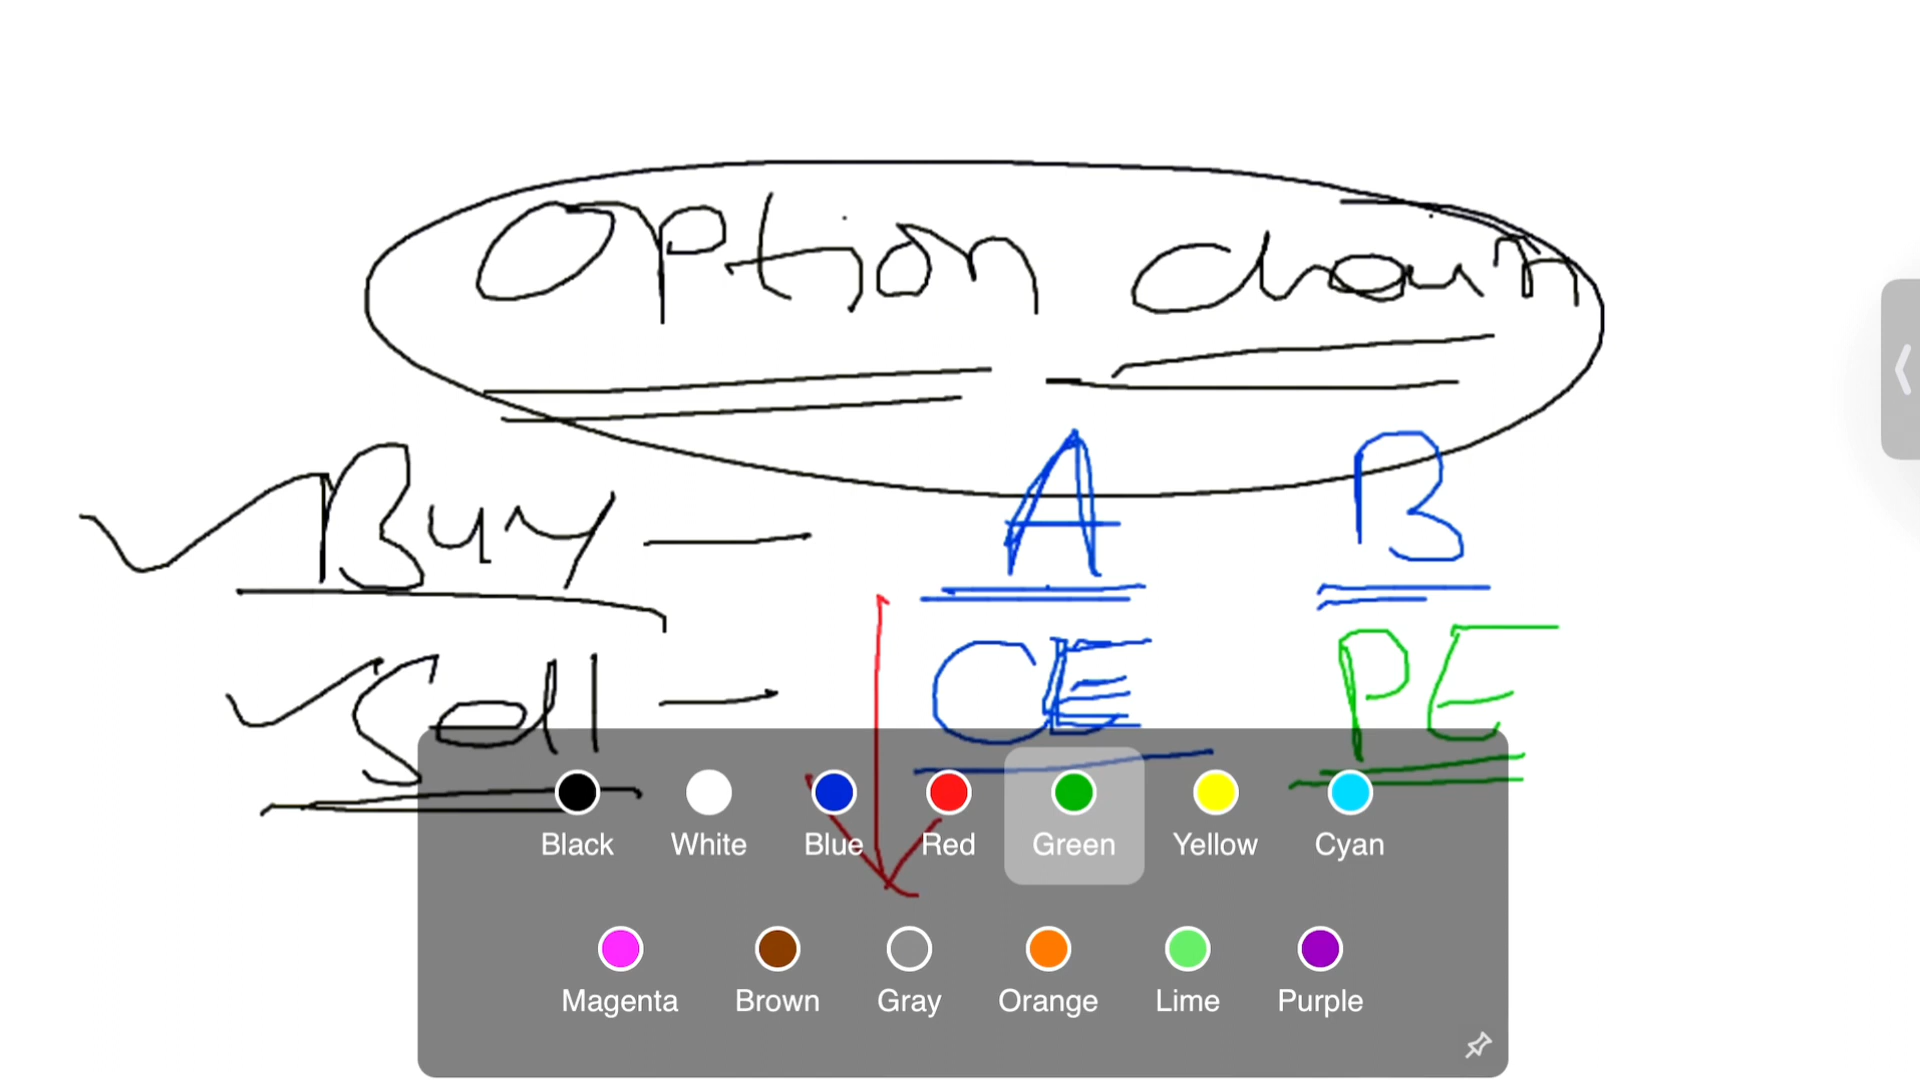 Option chain
Buy — A B
Sell — CE PE
Black White Blue Red Green Yellow Cyan
Magenta Brown Gray Orange Lime Purple